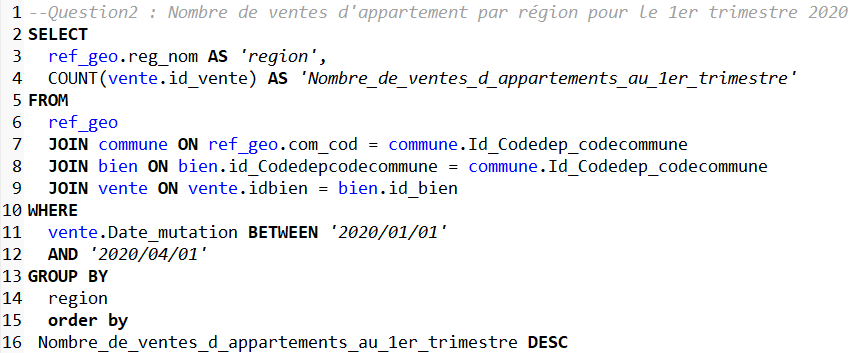 1 --Question2 : Nombre de ventes d'appartement par région pour le 1er trimestre 2020
2 SELECT
3 ref_geo.reg_nom AS 'region',
4 COUNT(vente.id_vente) AS 'Nombre_de_ventes_d_appartements_au_1er_trimestre'
5 FROM
6 ref_geo
7 JOIN commune ON ref_geo.com_cod = commune.Id_Codedep_codecommune
8 JOIN bien ON bien.id_Codedepcodecommune = commune.Id_Codedep_codecommune
9 JOIN vente ON vente.idbien = bien.id_bien
10 WHERE
11 vente.Date_mutation BETWEEN '2020/01/01'
12 AND '2020/04/01'
13 GROUP BY
14 region
15 order by
16 Nombre_de_ventes_d_appartements_au_1er_trimestre DESC